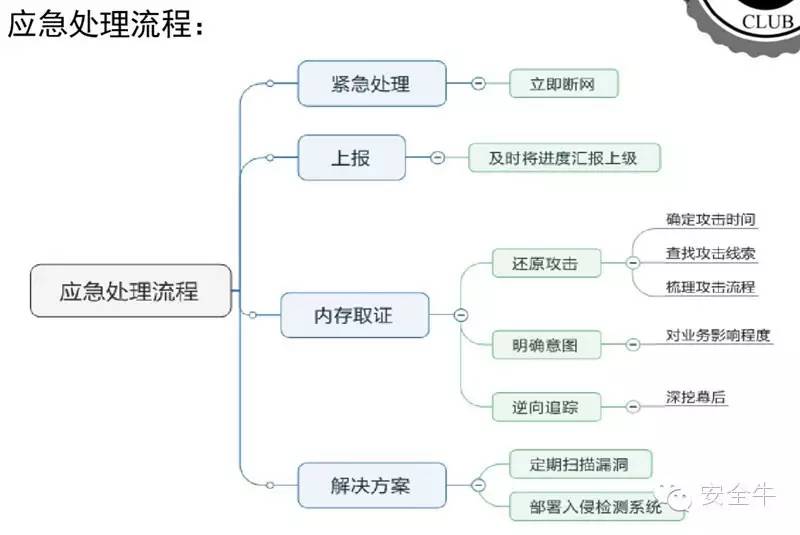 应急处理流程：
CLUB
紧急处理
立即断网
上报
及时将进度汇报上级
应急处理流程
内存取证
还原攻击
确定攻击时间
查找攻击线索
梳理攻击流程
明确意图
对业务影响程度
逆向追踪
深挖幕后
解决方案
定期扫描漏洞
部署入侵检测系统
安全牛